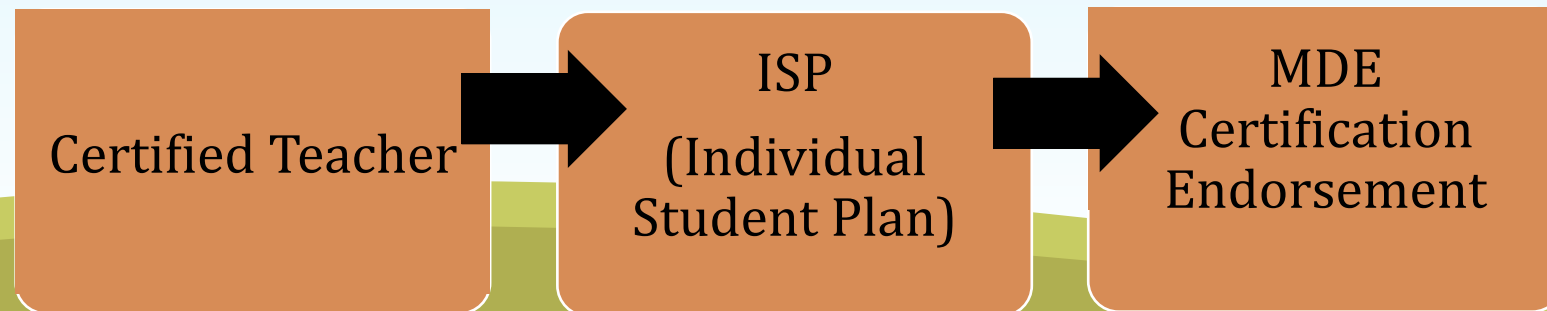 Certified Teacher
ISP
(Individual
Student Plan)
MDE
Certification
Endorsement